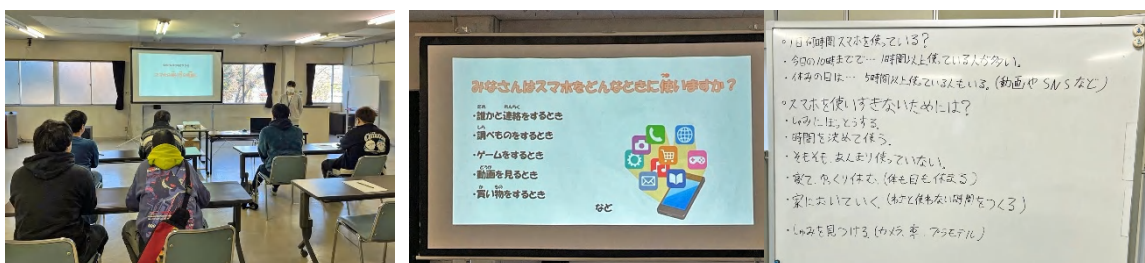 みなさんはスマホをどんなときに使いますか?
・誰かと連絡をするとき
・調べものをするとき
・ゲームをするとき
・動画を見るとき
・買い物をするとき
など
○1日何時間スマホを使っている?
・今日の10時までで… 1時間以上使っている人が多い。
・休みの日は… 5時間以上使っている人もいる。(動画やSNSなど)
○スマホを使いすぎないためには?
・しゅみにぼっとうする。
・時間を決めて使う。
・そもそも、あんまり使っていない。
・寝て、ゆっくり休む。(体も目も休まる)
・家においていく。(わざと使わない時間をつくる)
・しゅみを見つける。(カメラ、車、プラモデル)